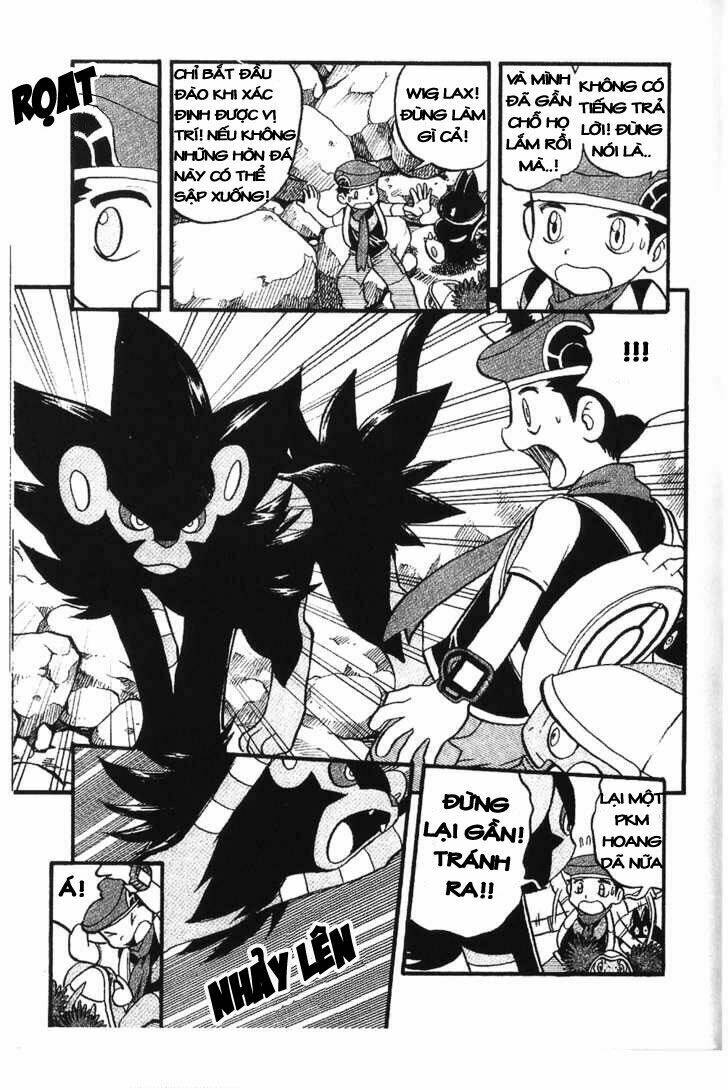 KHÔNG CÓ
TIẾNG TRẢ
LỜI! ĐỪNG
NÓI LÀ..
VÀ MÌNH
ĐÃ GẦN
CHỖ HỌ
LẮM RỒI
MÀ..!
WIG LAX!
ĐỪNG LÀM
GÌ CẢ!
CHỈ BẮT ĐẦU
ĐÀO KHI XÁC
ĐỊNH ĐƯỢC VỊ
TRÍ! NẾU KHÔNG
NHỮNG HÒN ĐÁ
NÀY CÓ THỂ
SẬP XUỐNG!
RỌAT
!!!
LẠI MỘT
PKM
HOANG
DÃ NỮA
ĐỪNG
LẠI GẦN!
TRÁNH
RA!!
NHẢY LÊN
Á!